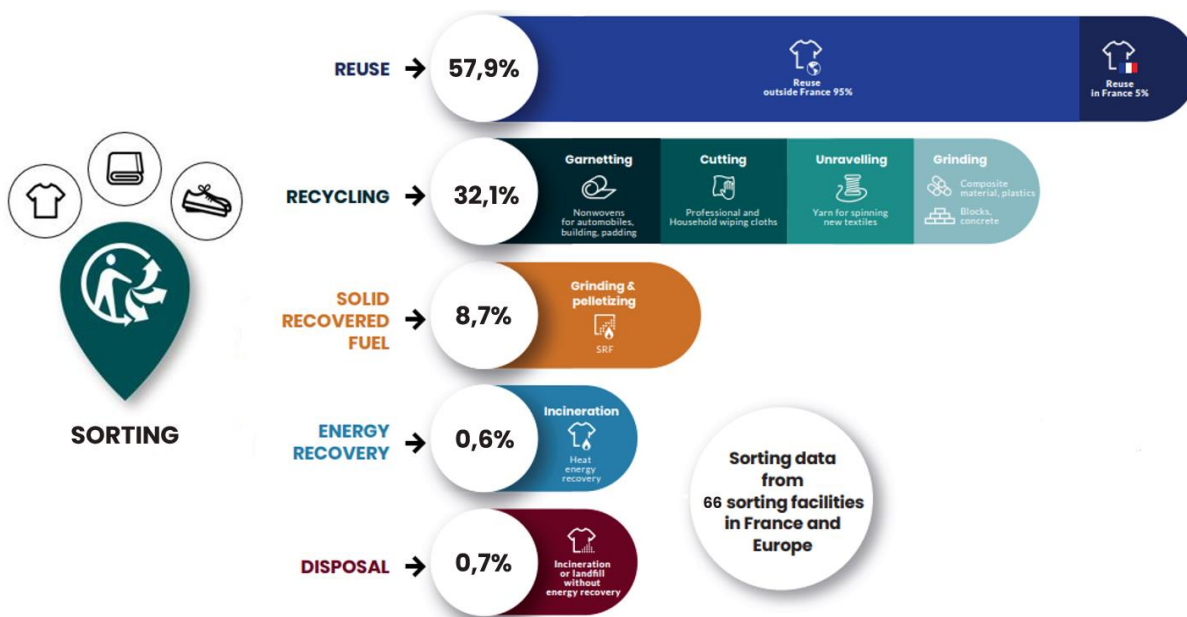 REUSE
57,9%
Reuse
outside France 95%
Reuse
in France 5%
RECYCLING
32,1%
Garnetting
Nonwovens
for automobiles,
building, padding
Cutting
Professional and
Household wiping cloths
Unravelling
Yarn for spinning
new textiles
Grinding
Composite
material, plastics
Blocks,
concrete
SOLID
RECOVERED
FUEL
8,7%
Grinding &
pelletizing
SRF
SORTING
ENERGY
RECOVERY
0,6%
Incineration
Heat
energy
recovery
DISPOSAL
0,7%
Incineration
or landfill
without
energy recovery
Sorting data
from
66 sorting facilities
in France and
Europe